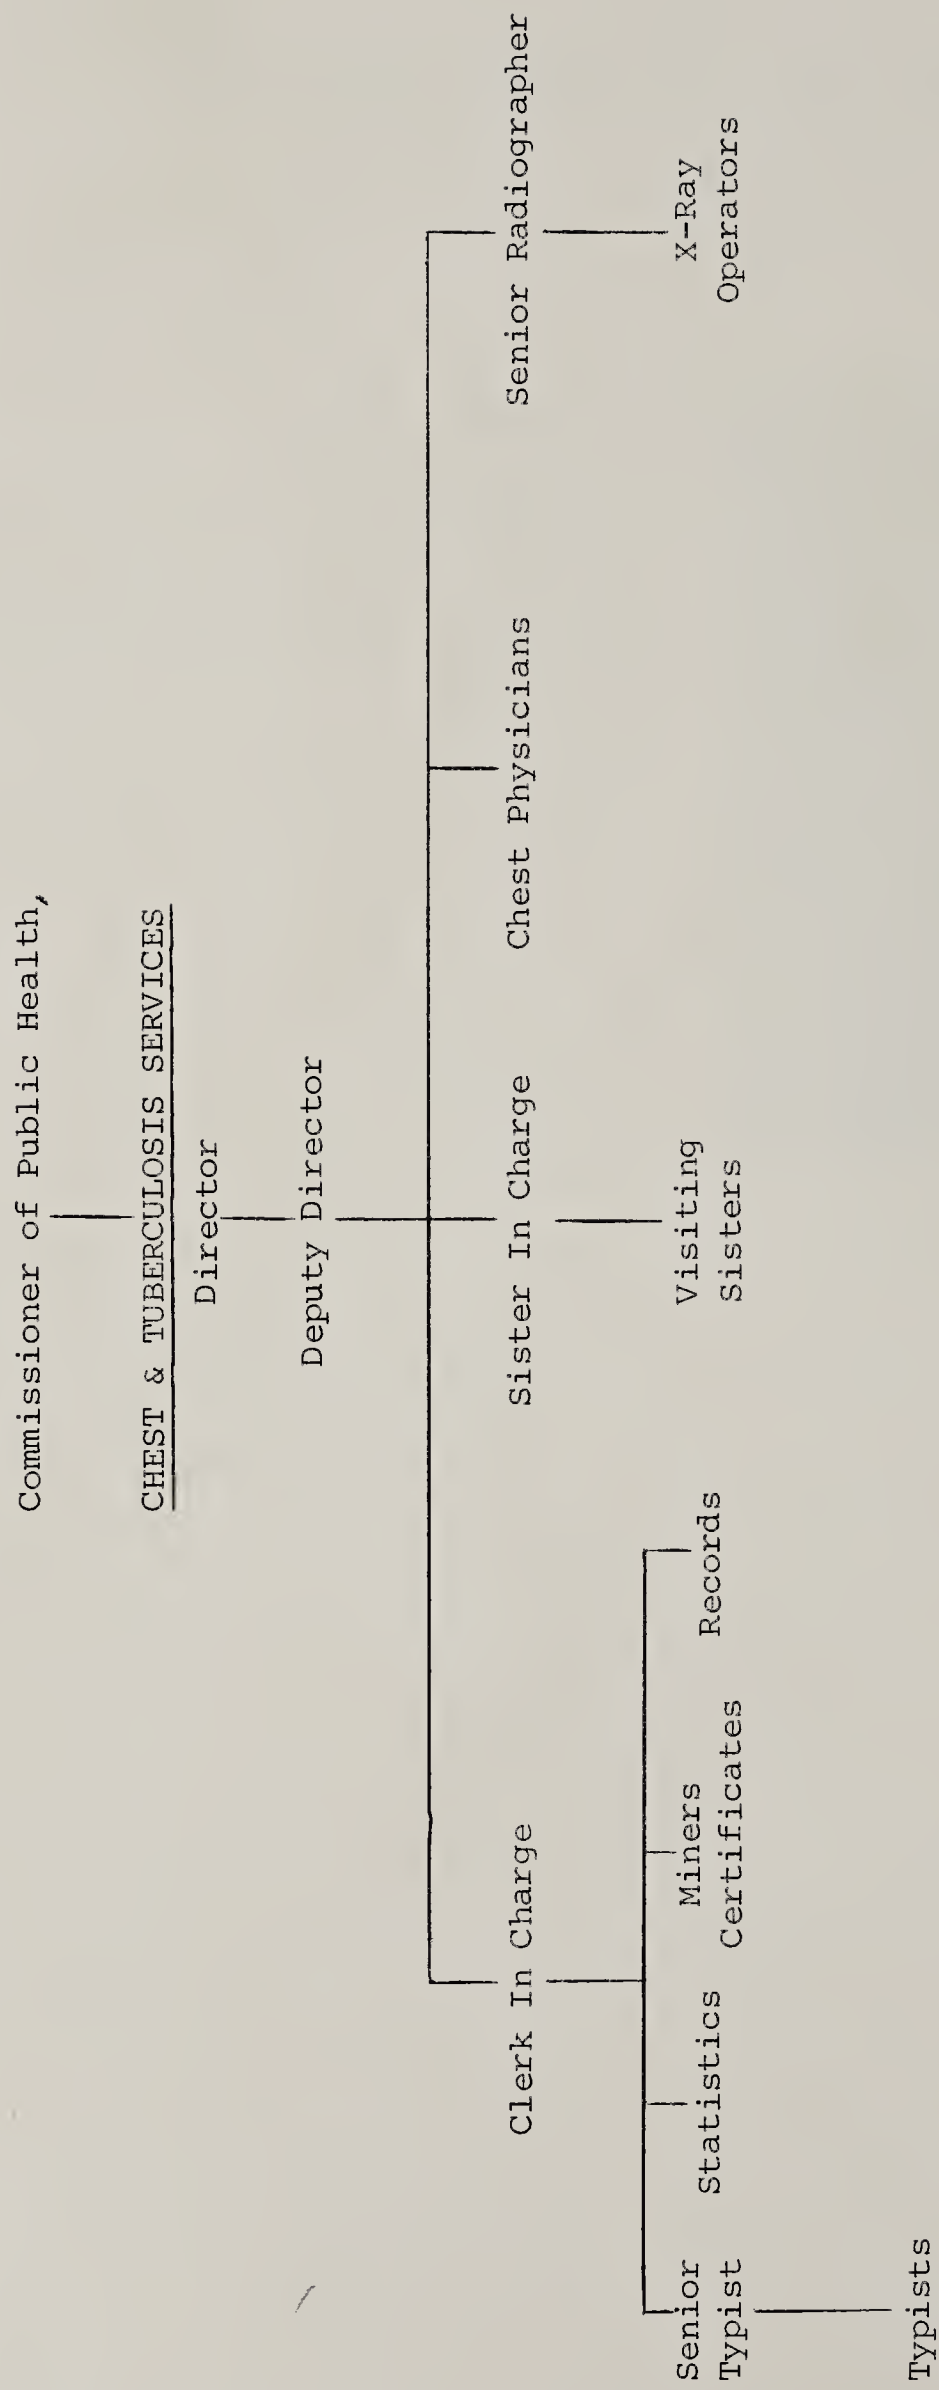 Commissioner of Public Health,
CHEST & TUBERCULOSIS SERVICES
Director
Deputy Director
Clerk In Charge
Sister In Charge
Chest Physicians
Senior Radiographer
Senior
Typist
Statistics
Miners
Certificates
Records
Visiting
Sisters
X-Ray
Operators
Typists